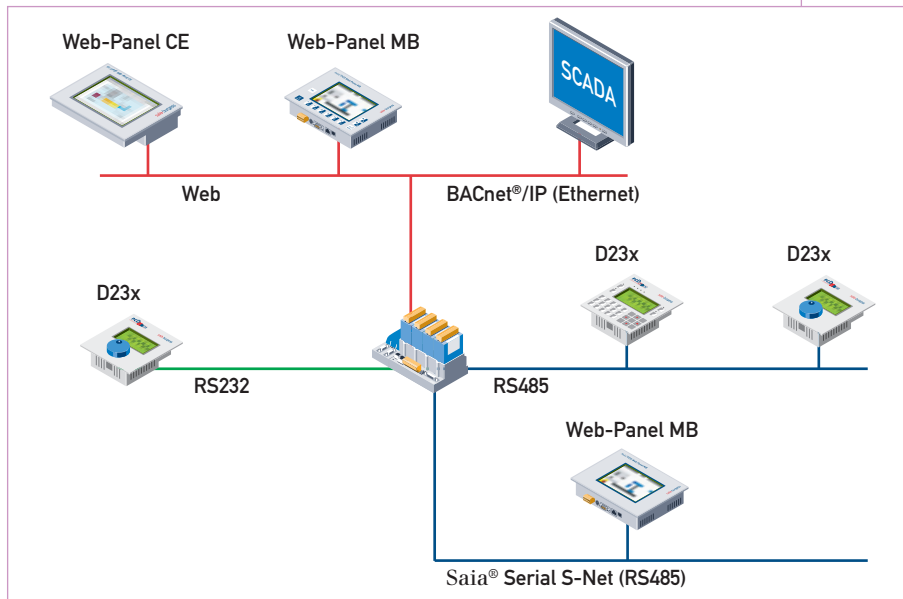 Web-Panel CE
Web-Panel MB
SCADA
Web
BACnet®/IP (Ethernet)
D23x
D23x
D23x
RS232
RS485
Web-Panel MB
Saia® Serial S-Net (RS485)